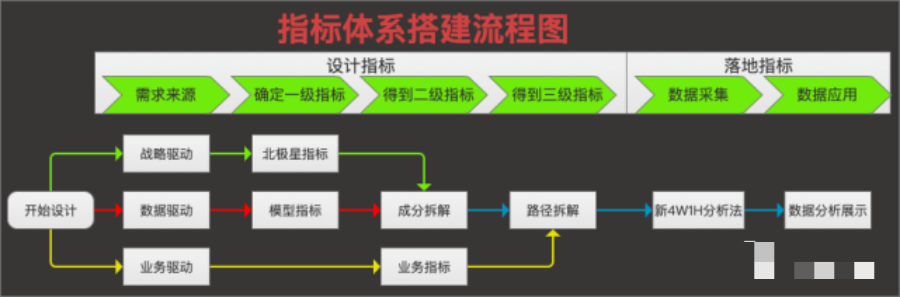 指标体系搭建流程图
设计指标 落地指标
需求来源 确定一级指标 得到二级指标 得到三级指标 数据采集 数据应用
战略驱动 北极星指标
开始设计 数据驱动 模型指标 成分拆解 路径拆解 新4W1H分析法 数据分析展示
业务驱动 业务指标